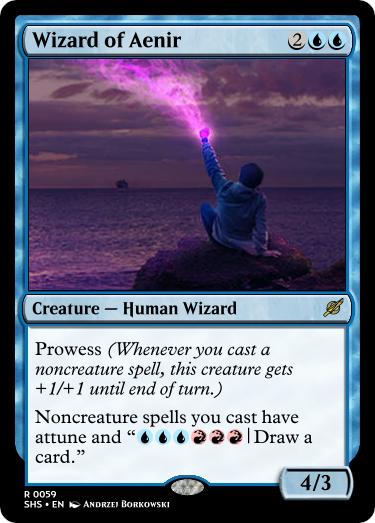 Wizard of Aenir 2
Creature — Human Wizard
Prowess (Whenever you cast a
noncreature spell, this creature gets
+1/+1 until end of turn.)
Noncreature spells you cast have
attune and “ | Draw a
card.”
4/3
R 0059
SHS • EN Andrzej Borkowski